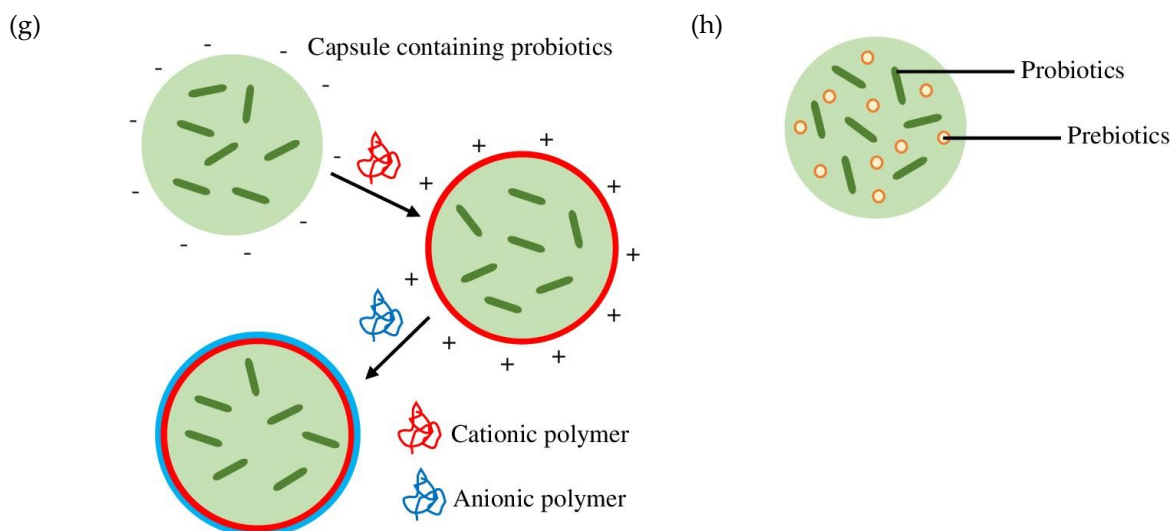 (g)
Capsule containing probiotics
- - - - - - - - - - -
+ + + + + + + + + + +
Cationic polymer
Anionic polymer
(h)
Probiotics
Prebiotics